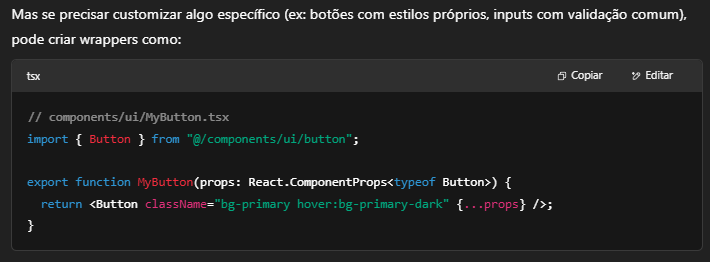 Mas se precisar customizar algo específico (ex: botões com estilos próprios, inputs com validação comum),
pode criar wrappers como:
tsx
Copiar
Editar
// components/ui/MyButton.tsx
import { Button } from "@/components/ui/button";
export function MyButton(props: React.ComponentProps<typeof Button>) {
  return <Button className="bg-primary hover:bg-primary-dark" {...props} />;
}